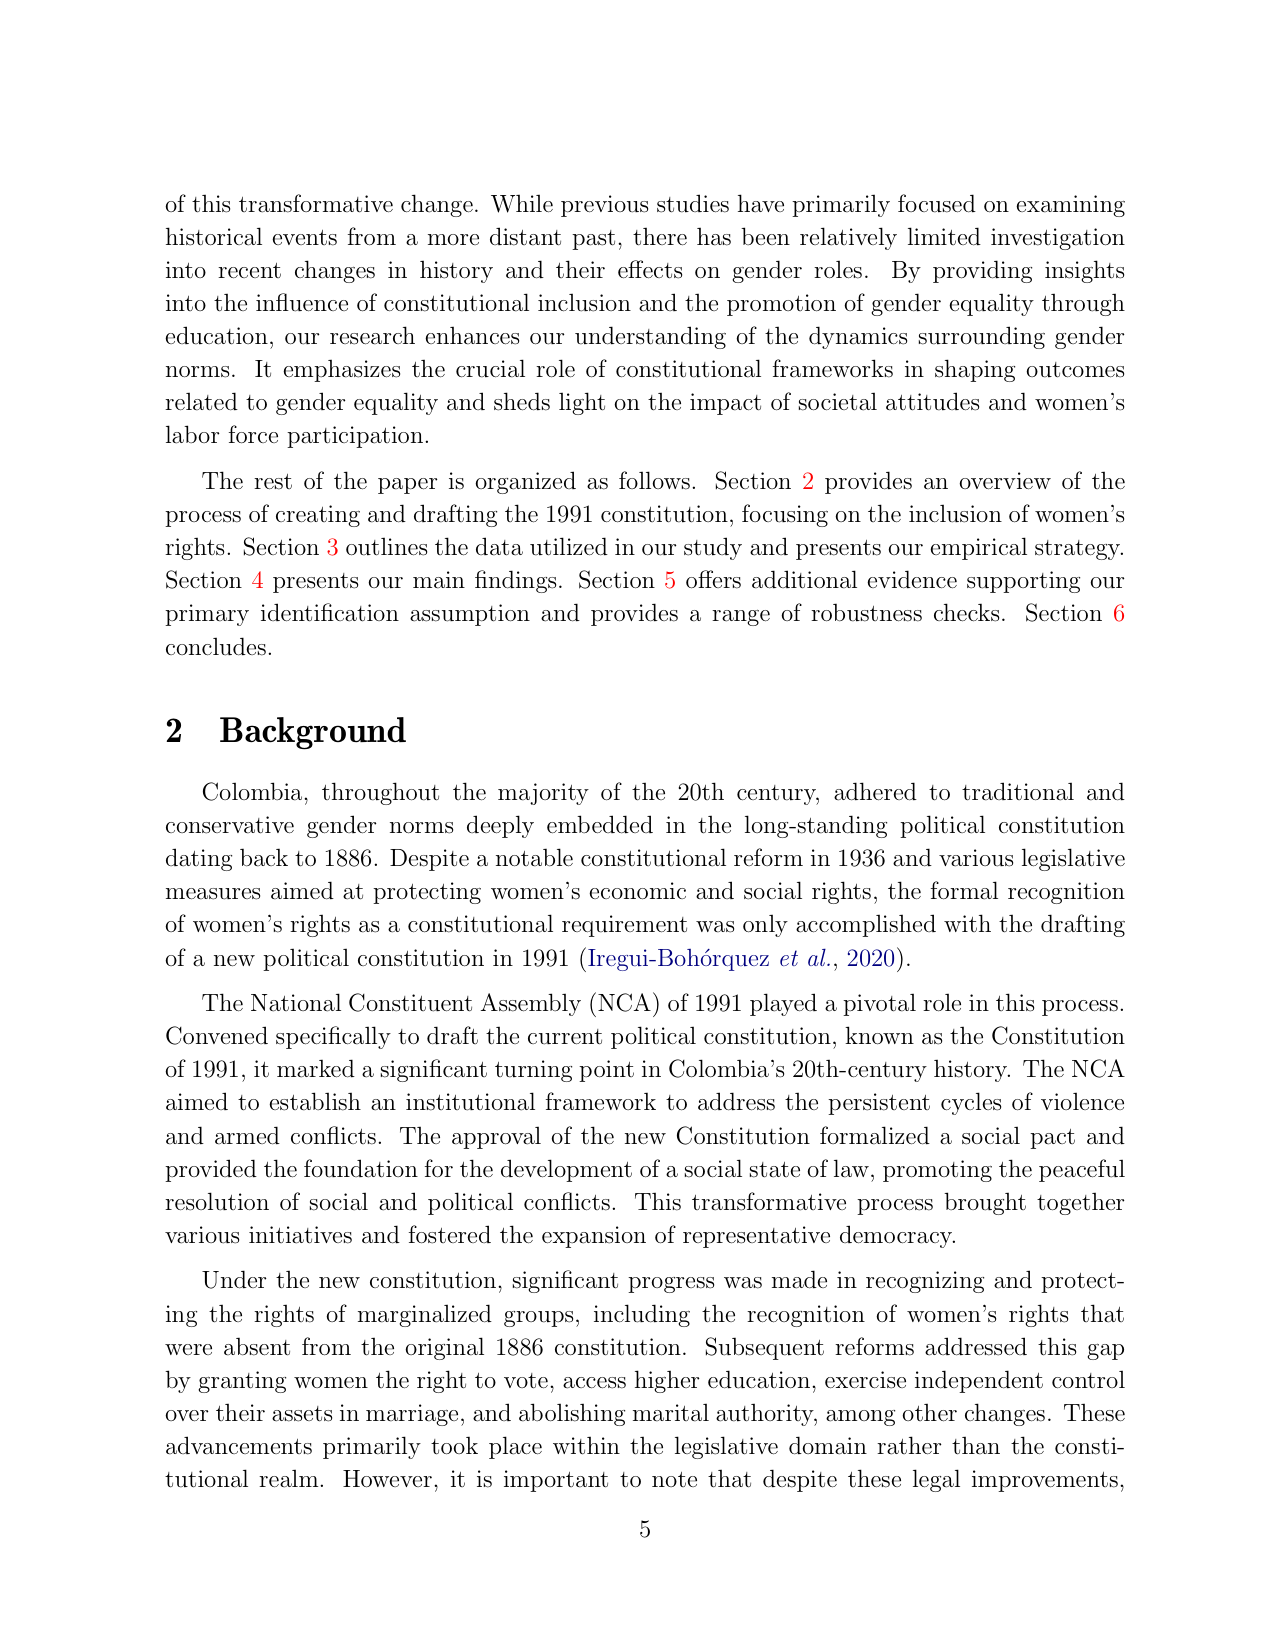 of this transformative change. While previous studies have primarily focused on examining
historical events from a more distant past, there has been relatively limited investigation
into recent changes in history and their effects on gender roles. By providing insights
into the influence of constitutional inclusion and the promotion of gender equality through
education, our research enhances our understanding of the dynamics surrounding gender
norms. It emphasizes the crucial role of constitutional frameworks in shaping outcomes
related to gender equality and sheds light on the impact of societal attitudes and women's
labor force participation.
The rest of the paper is organized as follows. Section 2 provides an overview of the
process of creating and drafting the 1991 constitution, focusing on the inclusion of women's
rights. Section 3 outlines the data utilized in our study and presents our empirical strategy.
Section 4 presents our main findings. Section 5 offers additional evidence supporting our
primary identification assumption and provides a range of robustness checks. Section 6
concludes.
2 Background
Colombia, throughout the majority of the 20th century, adhered to traditional and
conservative gender norms deeply embedded in the long-standing political constitution
dating back to 1886. Despite a notable constitutional reform in 1936 and various legislative
measures aimed at protecting women's economic and social rights, the formal recognition
of women's rights as a constitutional requirement was only accomplished with the drafting
of a new political constitution in 1991 (Iregui-Bohórquez et al., 2020).
The National Constituent Assembly (NCA) of 1991 played a pivotal role in this process.
Convened specifically to draft the current political constitution, known as the Constitution
of 1991, it marked a significant turning point in Colombia's 20th-century history. The NCA
aimed to establish an institutional framework to address the persistent cycles of violence
and armed conflicts. The approval of the new Constitution formalized a social pact and
provided the foundation for the development of a social state of law, promoting the peaceful
resolution of social and political conflicts. This transformative process brought together
various initiatives and fostered the expansion of representative democracy.
Under the new constitution, significant progress was made in recognizing and protect-
ing the rights of marginalized groups, including the recognition of women's rights that
were absent from the original 1886 constitution. Subsequent reforms addressed this gap
by granting women the right to vote, access higher education, exercise independent control
over their assets in marriage, and abolishing marital authority, among other changes. These
advancements primarily took place within the legislative domain rather than the consti-
tutional realm. However, it is important to note that despite these legal improvements,
5